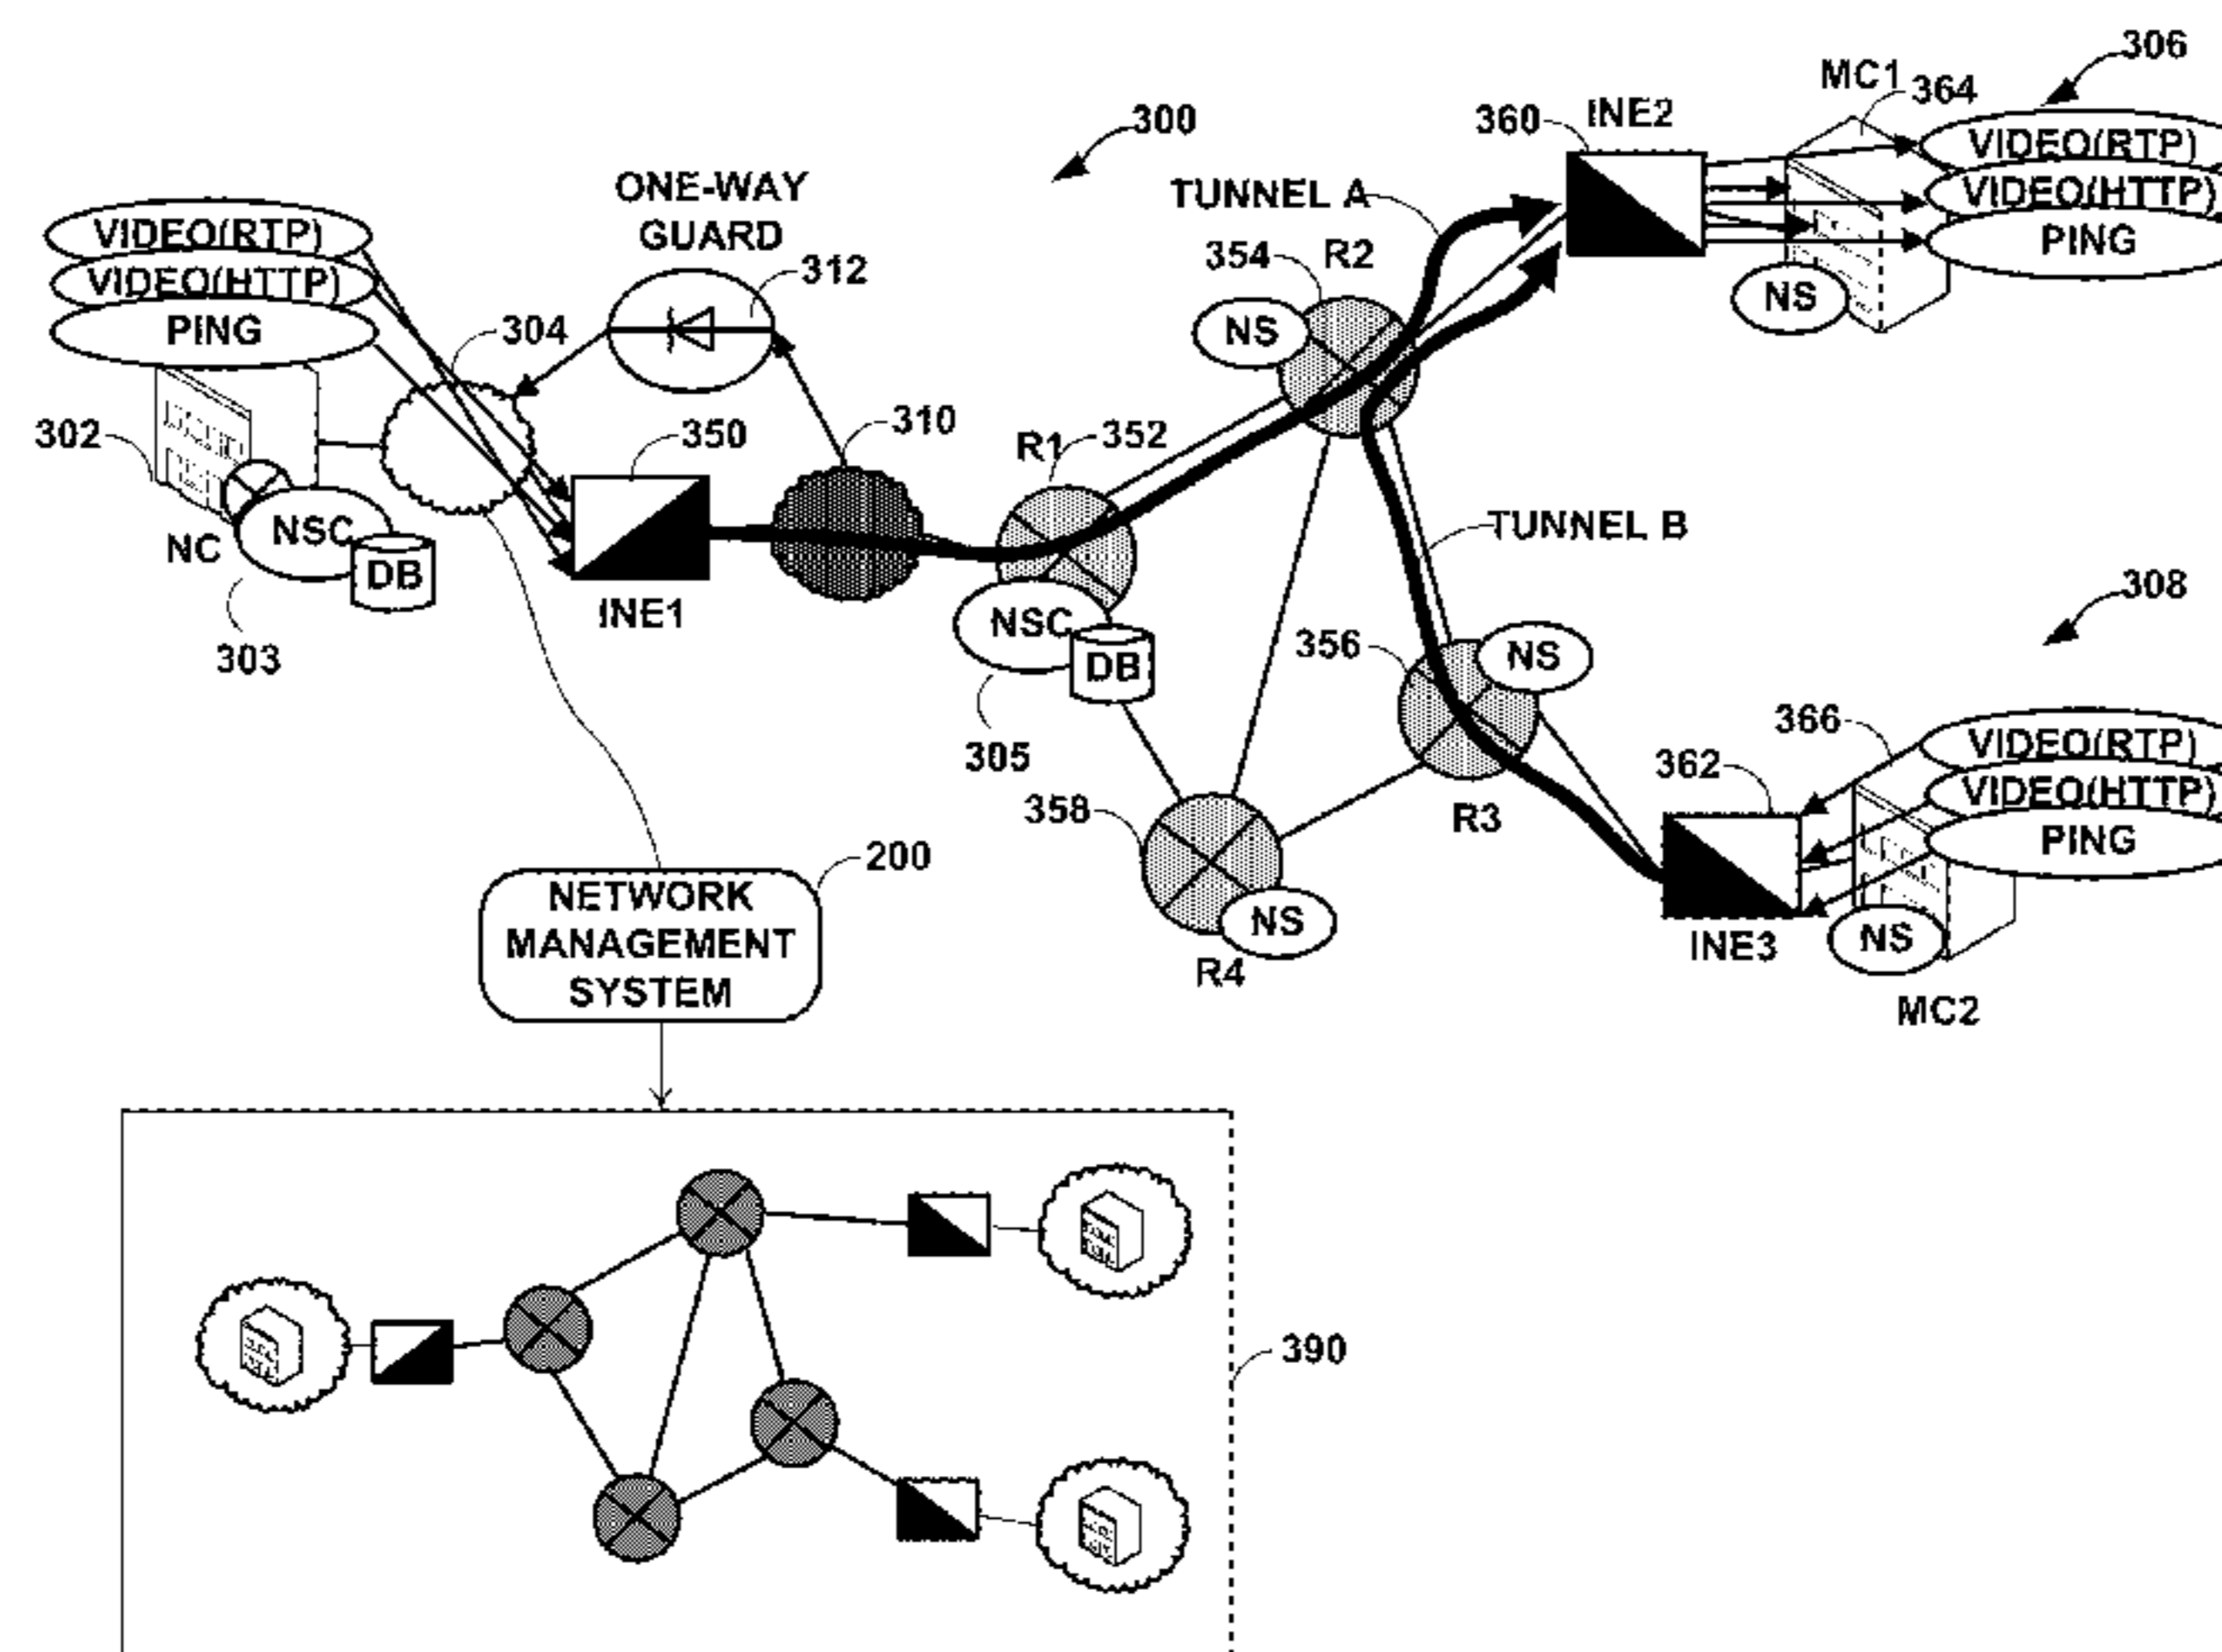 306
MC1
364
INE2
360
300
VIDEO(RTP)
VIDEO(HTTP)
PING
NS
ONE-WAY
GUARD
312
TUNNEL A
R2
354
NS
VIDEO(RTP)
VIDEO(HTTP)
PING
304
302
350
310
R1
352
NC
NSC
DB
303
INE1
TUNNEL B
NSC
DB
305
308
356
NS
R3
366
VIDEO(RTP)
VIDEO(HTTP)
PING
362
INE3
NS
MC2
358
NS
R4
200
NETWORK
MANAGEMENT
SYSTEM
390